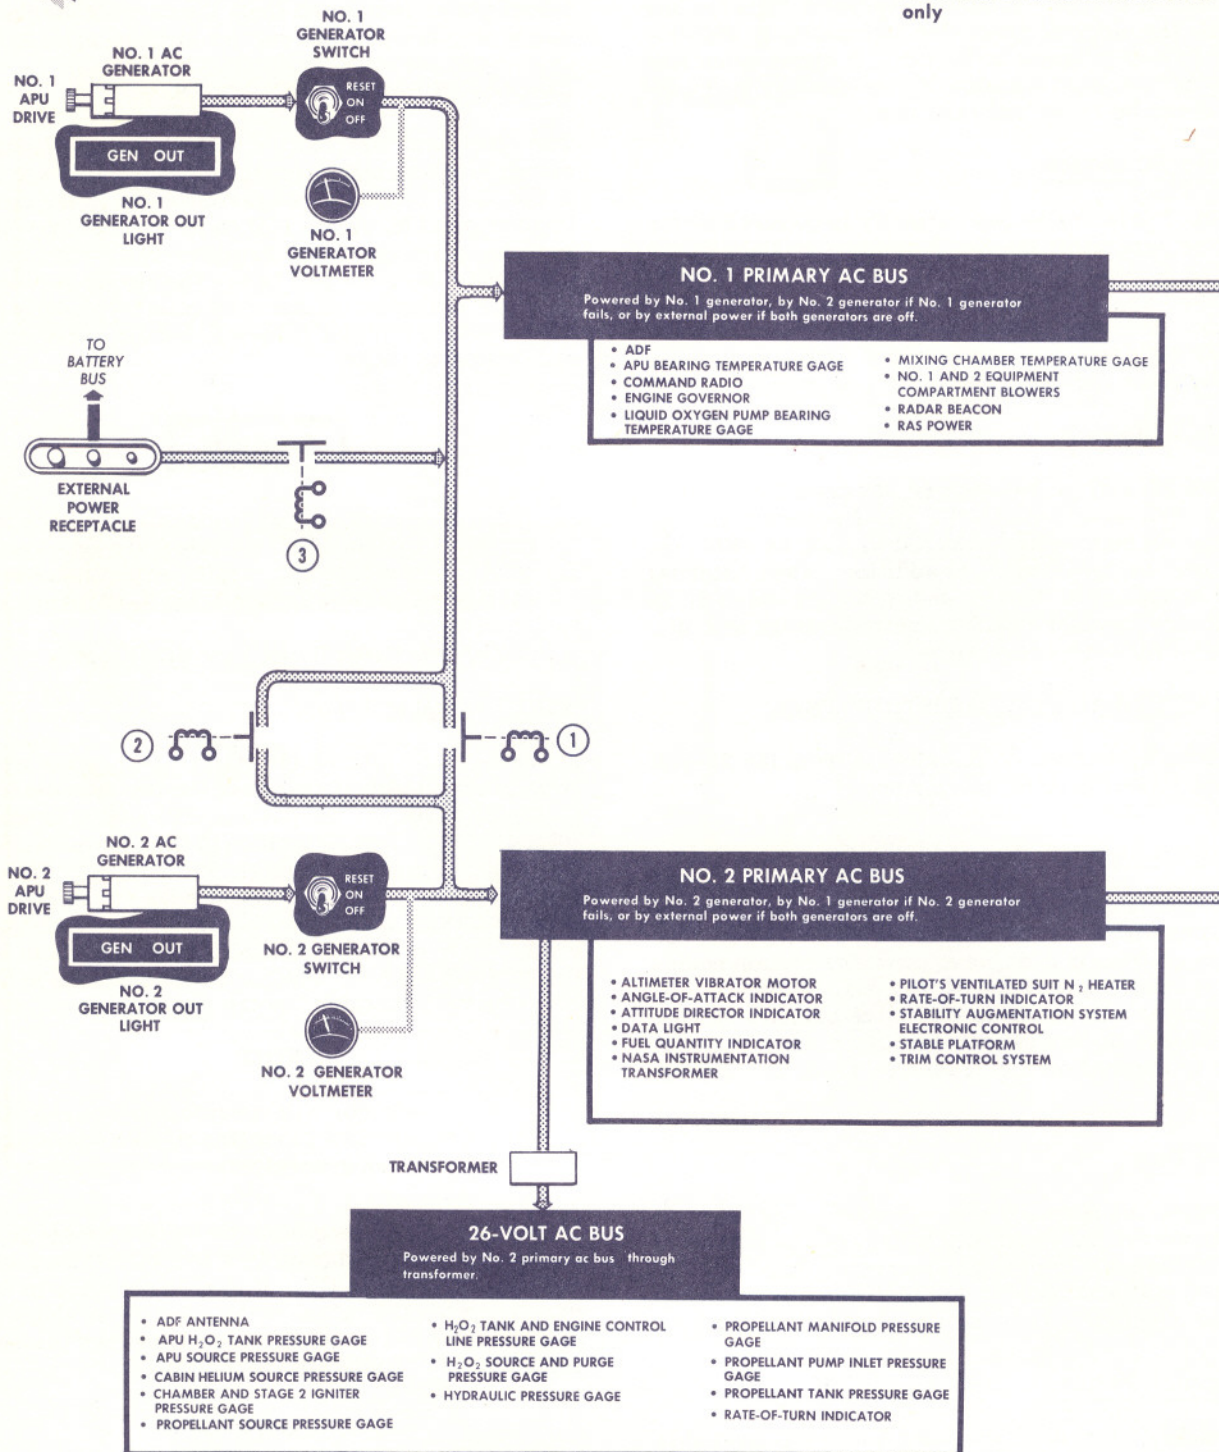 only
NO. 1
GENERATOR
SWITCH
NO. 1 AC
GENERATOR
NO. 1
APU
DRIVE
RESET
ON
OFF
GEN OUT
NO. 1
GENERATOR OUT
LIGHT
NO. 1
GENERATOR
VOLTMETER
NO. 1 PRIMARY AC BUS
Powered by No. 1 generator, by No. 2 generator if No. 1 generator
fails, or by external power if both generators are off.
• ADF
• APU BEARING TEMPERATURE GAGE
• COMMAND RADIO
• ENGINE GOVERNOR
• LIQUID OXYGEN PUMP BEARING
TEMPERATURE GAGE
• MIXING CHAMBER TEMPERATURE GAGE
• NO. 1 AND 2 EQUIPMENT
COMPARTMENT BLOWERS
• RADAR BEACON
• RAS POWER
TO
BATTERY
BUS
EXTERNAL
POWER
RECEPTACLE
3
2
1
NO. 2 AC
GENERATOR
NO. 2
APU
DRIVE
RESET
ON
OFF
GEN OUT
NO. 2
GENERATOR OUT
LIGHT
NO. 2 GENERATOR
SWITCH
NO. 2 GENERATOR
VOLTMETER
NO. 2 PRIMARY AC BUS
Powered by No. 2 generator, by No. 1 generator if No. 2 generator
fails, or by external power if both generators are off.
• ALTIMETER VIBRATOR MOTOR
• ANGLE-OF-ATTACK INDICATOR
• ATTITUDE DIRECTOR INDICATOR
• DATA LIGHT
• FUEL QUANTITY INDICATOR
• NASA INSTRUMENTATION
TRANSFORMER
• PILOT'S VENTILATED SUIT N₂ HEATER
• RATE-OF-TURN INDICATOR
• STABILITY AUGMENTATION SYSTEM
ELECTRONIC CONTROL
• STABLE PLATFORM
• TRIM CONTROL SYSTEM
TRANSFORMER
26-VOLT AC BUS
Powered by No. 2 primary ac bus through
transformer.
• ADF ANTENNA
• APU H₂O₂ TANK PRESSURE GAGE
• APU SOURCE PRESSURE GAGE
• CABIN HELIUM SOURCE PRESSURE GAGE
• CHAMBER AND STAGE 2 IGNITER
PRESSURE GAGE
• PROPELLANT SOURCE PRESSURE GAGE
• H₂O₂ TANK AND ENGINE CONTROL
LINE PRESSURE GAGE
• H₂O₂ SOURCE AND PURGE
PRESSURE GAGE
• HYDRAULIC PRESSURE GAGE
• PROPELLANT MANIFOLD PRESSURE
GAGE
• PROPELLANT PUMP INLET PRESSURE
GAGE
• PROPELLANT TANK PRESSURE GAGE
• RATE-OF-TURN INDICATOR